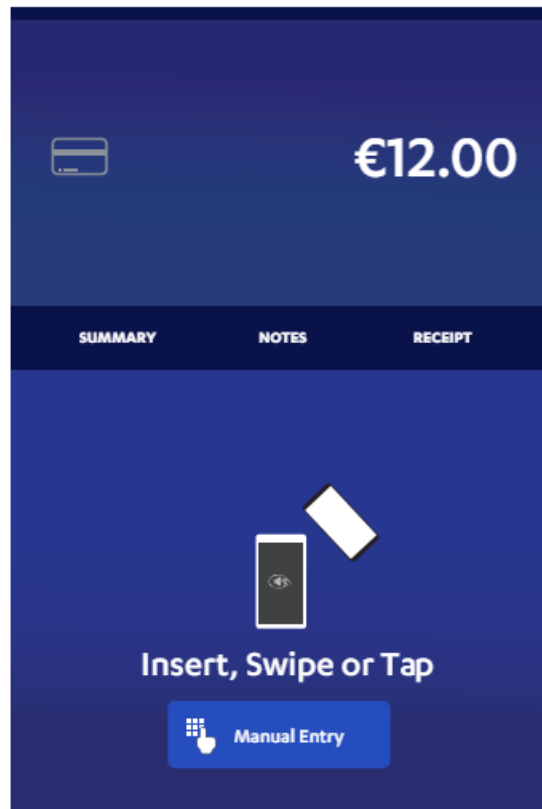 €12.00
SUMMARY NOTES RECEIPT
Insert, Swipe or Tap
Manual Entry